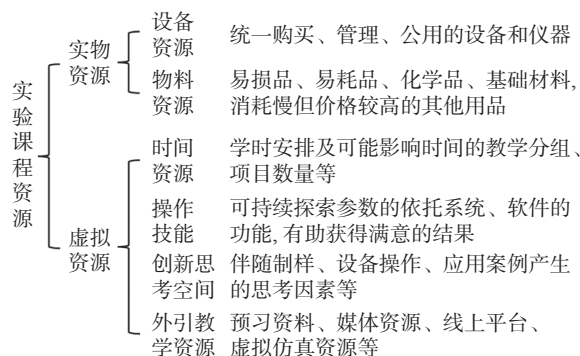 实验课程资源
实物资源
设备资源
统一购买、管理、公用的设备和仪器
物料资源
易损品、易耗品、化学品、基础材料,
消耗慢但价格较高的其他用品
虚拟资源
时间资源
学时安排及可能影响时间的教学分组、
项目数量等
操作技能
可持续探索参数的依托系统、软件的
功能, 有助获得满意的结果
创新思考空间
伴随制样、设备操作、应用案例产生
的思考因素等
外引教学资源
预习资料、媒体资源、线上平台、
虚拟仿真资源等